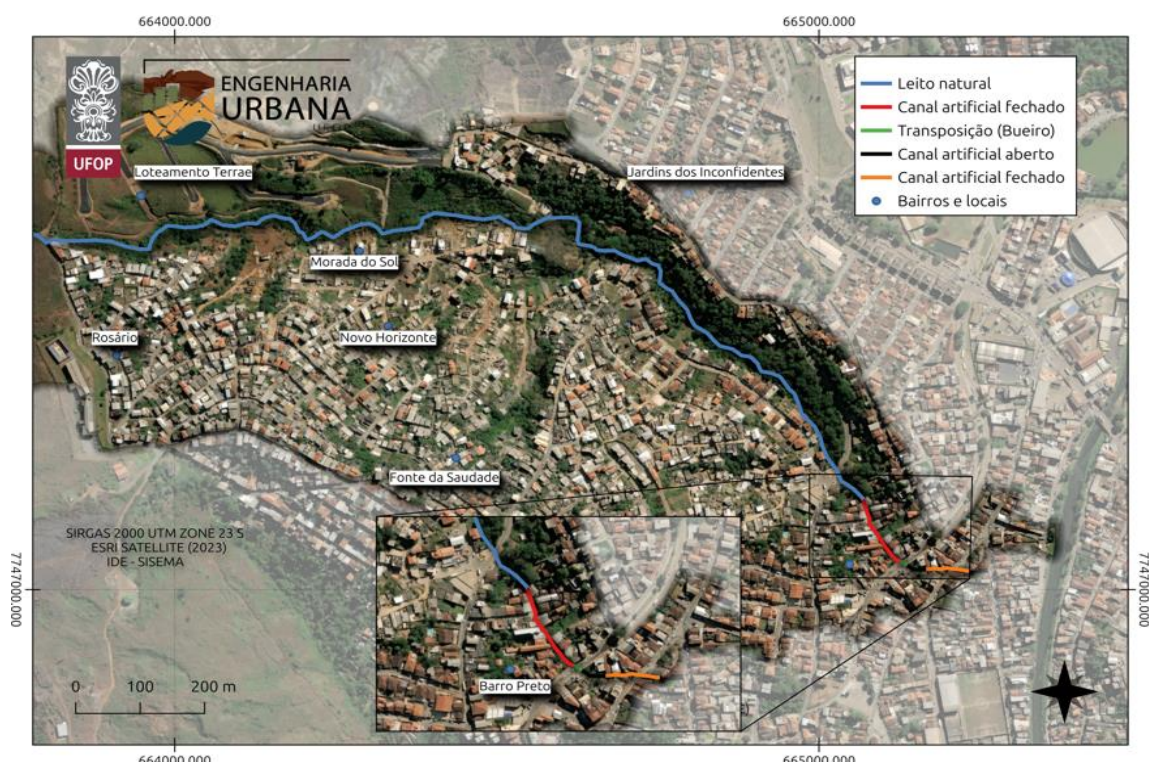 664000.000
665000.000
UFOP
ENGENHARIA
URBANA
Leito natural
Canal artificial fechado
Transposição (Bueiro)
Canal artificial aberto
Canal artificial fechado
Bairros e locais
Loteamento Terrae
Jardins dos Inconfidentes
Morada do Sol
Rosário
Novo Horizonte
Fonte da Saudade
SIRGAS 2000 UTM ZONE 23 S
ESRI SATELLITE (2023)
IDE - SISEMA
7747000.000
7747000.000
Barro Preto
0 100 200 m
664000.000
665000.000